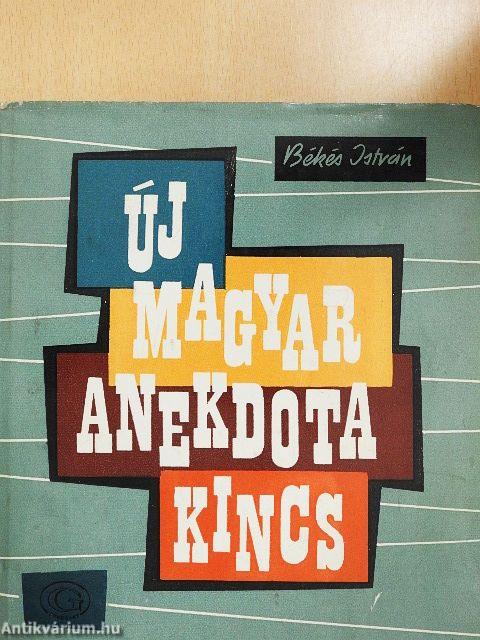 Békés István
ÚJ
MAGYAR
ANEKDOTA
KINCS
G
Antikvárium.hu